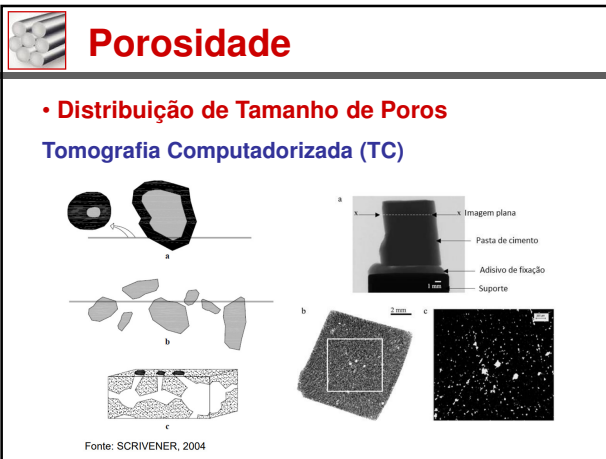 Porosidade
• Distribuição de Tamanho de Poros
Tomografia Computadorizada (TC)
a
b
c
Fonte: SCRIVENER, 2004
a
x
x
Imagem plana
Pasta de cimento
Adisivo de fixação
Suporte
1 mm
b
2 mm
c